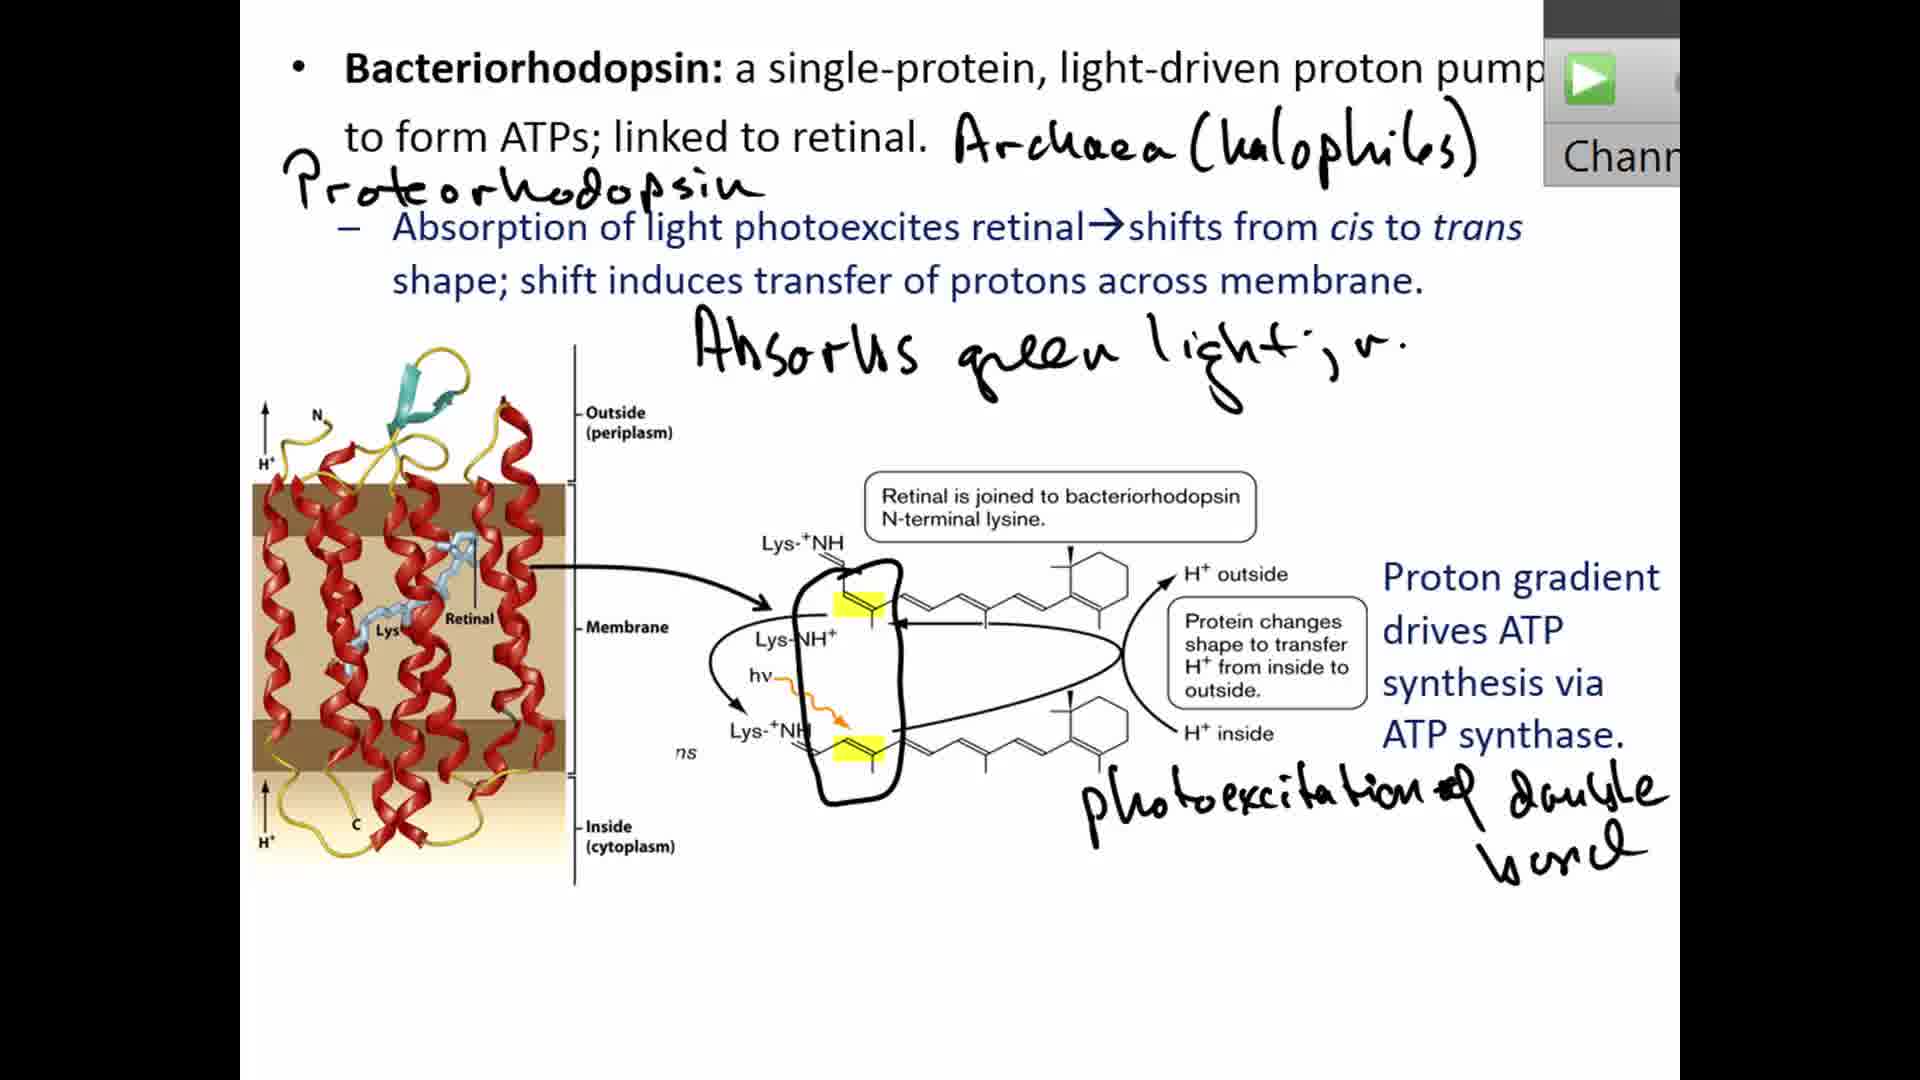 • Bacteriorhodopsin: a single-protein, light-driven proton pump
to form ATPs; linked to retinal. Archaea (halophiles)
Proteorhodopsin
– Absorption of light photoexcites retinal→shifts from cis to trans
shape; shift induces transfer of protons across membrane.
Absorbs green light; r.
Chann
N
H⁺
Outside
(periplasm)
Retinal
Lys
Membrane
C
H⁺
Inside
(cytoplasm)
Retinal is joined to bacteriorhodopsin
N-terminal lysine.
Lys-⁺NH
Lys-NH⁺
hv
Lys-⁺NH
ns
H⁺ outside
Protein changes
shape to transfer
H⁺ from inside to
outside.
H⁺ inside
Proton gradient
drives ATP
synthesis via
ATP synthase.
photoexcitation of double
bond